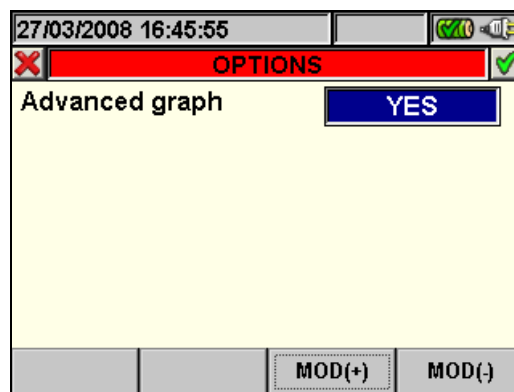 27/03/2008 16:45:55
OPTIONS
Advanced graph YES
MOD(+) MOD(-)